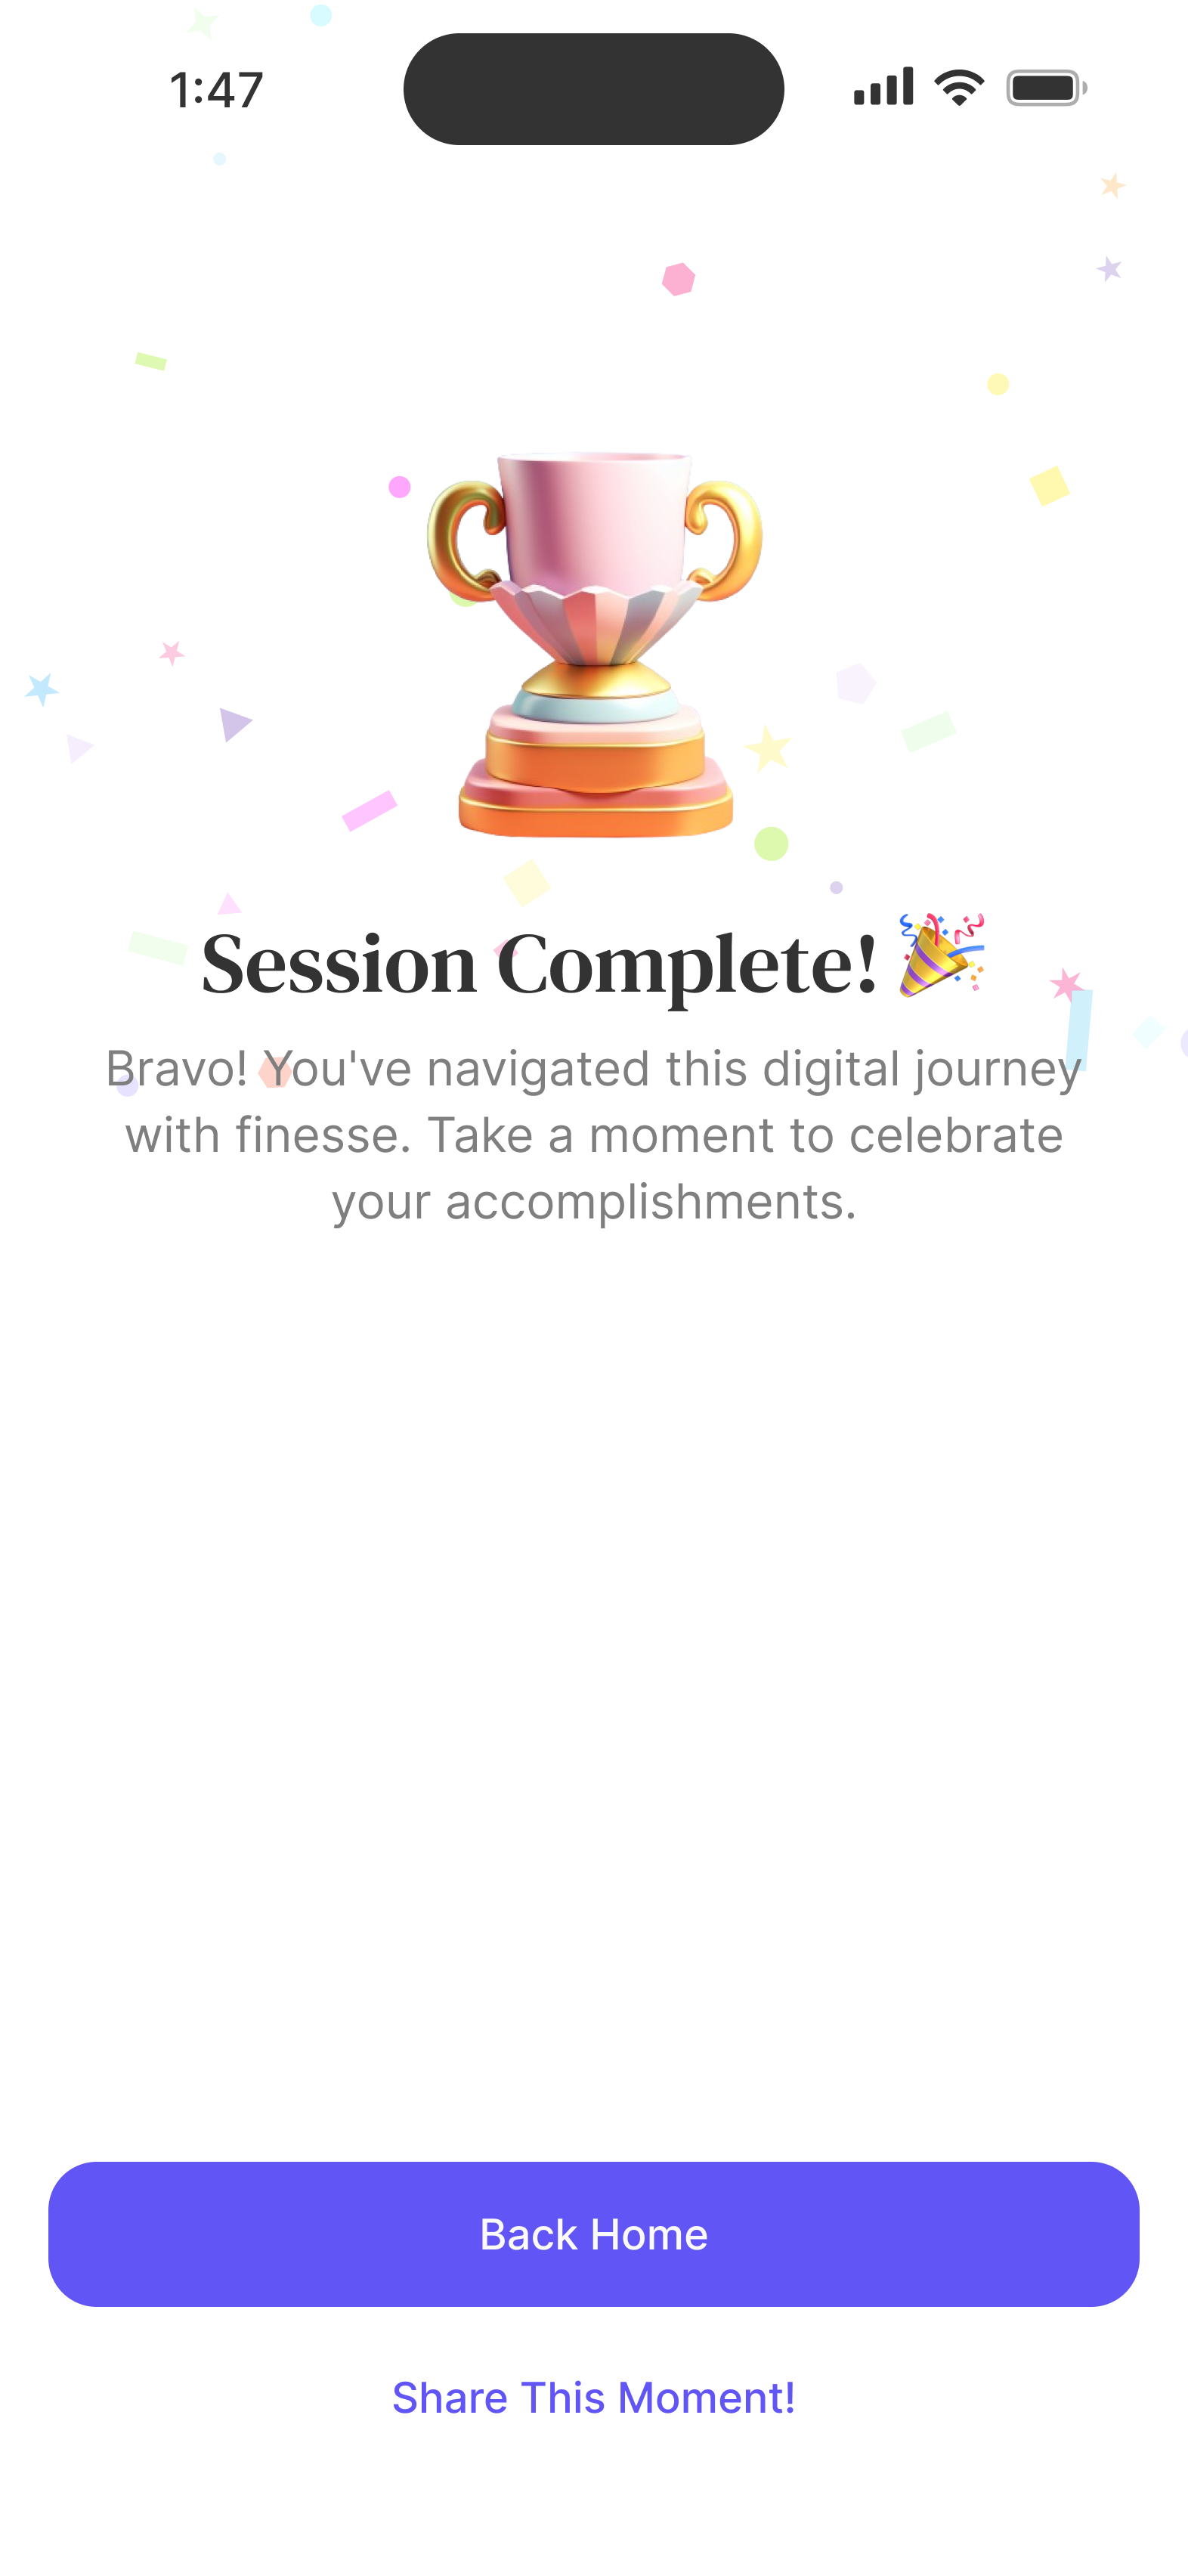 1:47
Session Complete! 🎉
Bravo! You've navigated this digital journey
with finesse. Take a moment to celebrate
your accomplishments.
Back Home
Share This Moment!